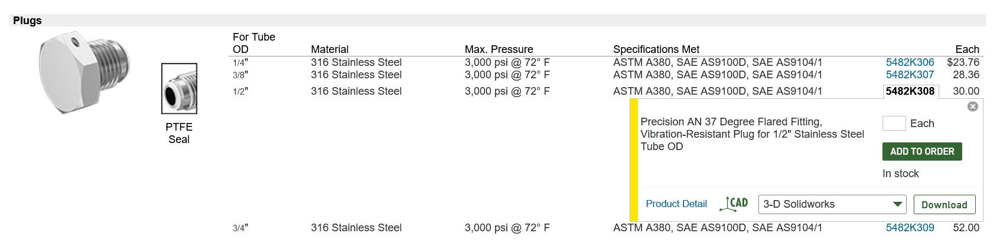 Plugs
For Tube
OD Material Max. Pressure Specifications Met Each
1/4" 316 Stainless Steel 3,000 psi @ 72° F ASTM A380, SAE AS9100D, SAE AS9104/1 5482K306 $23.76
3/8" 316 Stainless Steel 3,000 psi @ 72° F ASTM A380, SAE AS9100D, SAE AS9104/1 5482K307 28.36
1/2" 316 Stainless Steel 3,000 psi @ 72° F ASTM A380, SAE AS9100D, SAE AS9104/1 5482K308 30.00
PTFE
Seal
Precision AN 37 Degree Flared Fitting,
Vibration-Resistant Plug for 1/2" Stainless Steel
Tube OD
Each
ADD TO ORDER
In stock
Product Detail CAD 3-D Solidworks Download
3/4" 316 Stainless Steel 3,000 psi @ 72° F ASTM A380, SAE AS9100D, SAE AS9104/1 5482K309 52.00